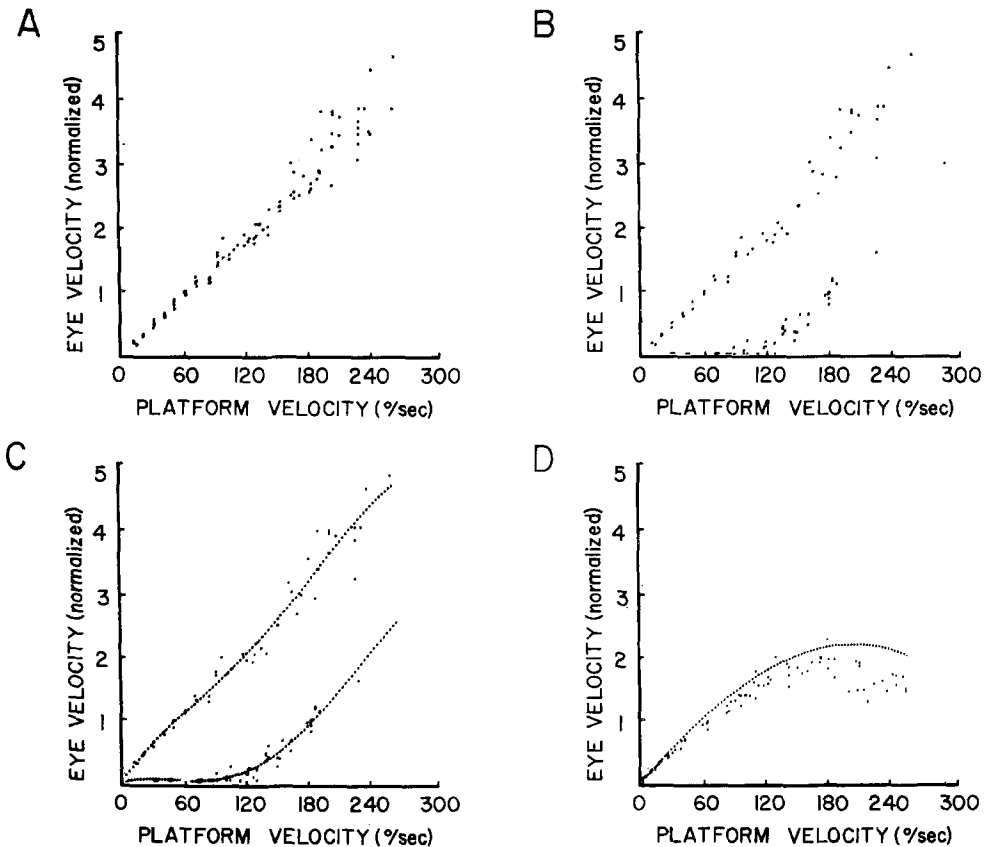 A
EYE VELOCITY (normalized)
5
4
3
2
1
0 60 120 180 240 300
PLATFORM VELOCITY (°/sec)
B
EYE VELOCITY (normalized)
5
4
3
2
1
0 60 120 180 240 300
PLATFORM VELOCITY (°/sec)
C
EYE VELOCITY (normalized)
5
4
3
2
1
0 60 120 180 240 300
PLATFORM VELOCITY (°/sec)
D
EYE VELOCITY (normalized)
5
4
3
2
1
0 60 120 180 240 300
PLATFORM VELOCITY (°/sec)